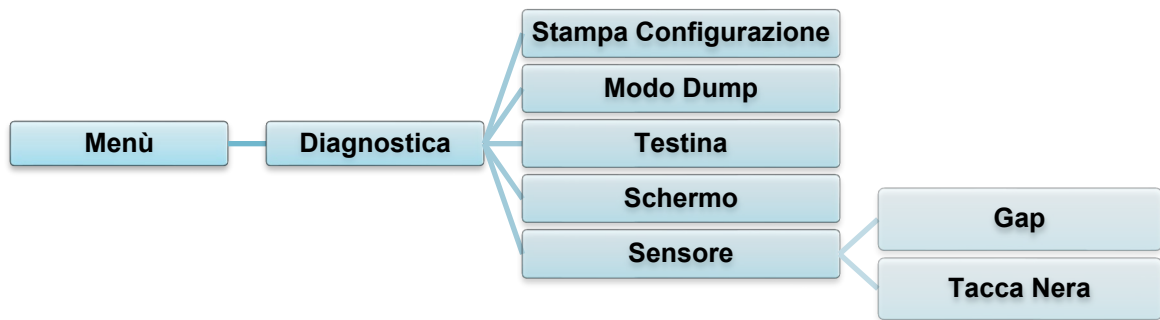 Menù
Diagnostica
Stampa Configurazione
Modo Dump
Testina
Schermo
Sensore
Gap
Tacca Nera